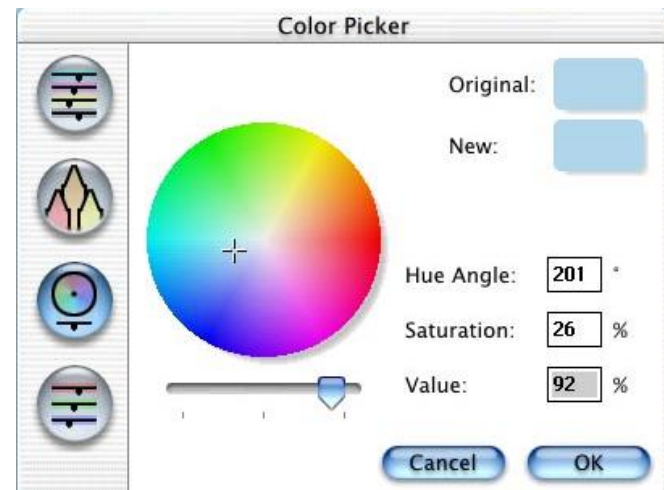 Color Picker
Original:
New:
Hue Angle: 201 °
Saturation: 26 %
Value: 92 %
Cancel OK